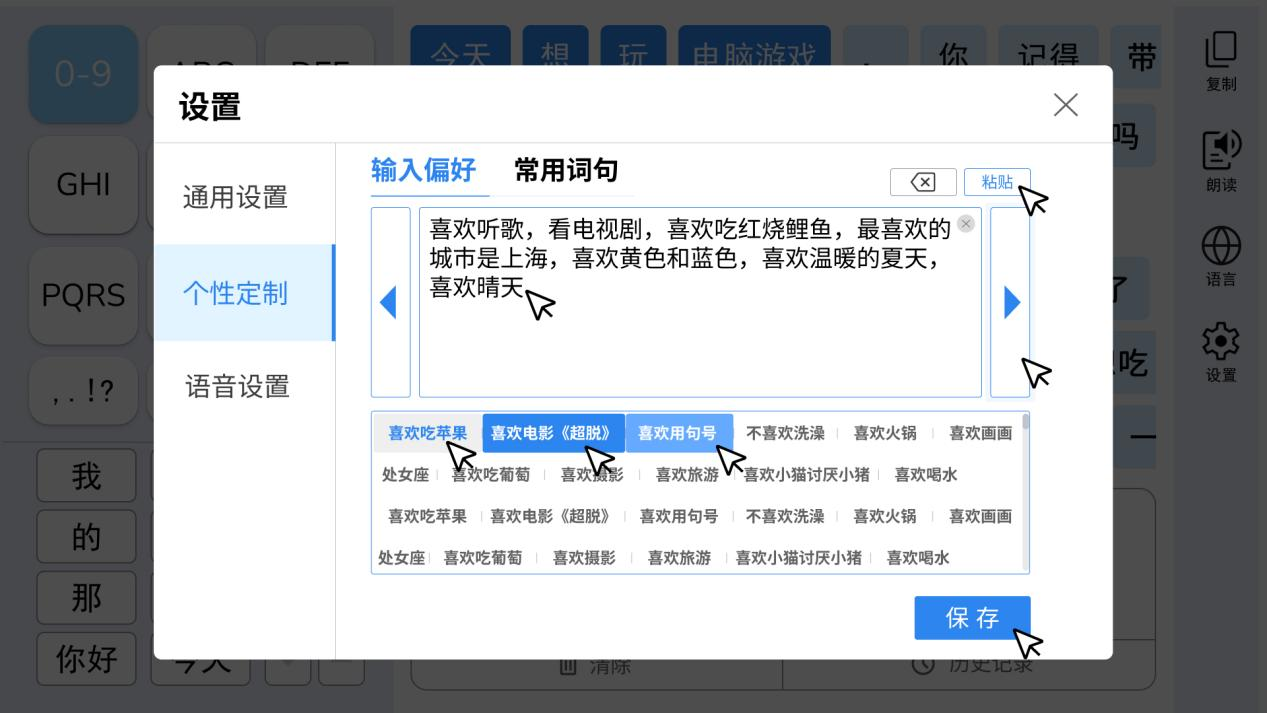 0-9
今天 想 玩 电脑游戏 你 记得 带
复制
设置
吗
朗读
GHI
通用设置
输入偏好 常用词句
粘贴
喜欢听歌，看电视剧，喜欢吃红烧鲤鱼，最喜欢的
城市是上海，喜欢黄色和蓝色，喜欢温暖的夏天，
喜欢晴天
语言
PQRS
个性定制
了
设置
吃
, . !?
语音设置
喜欢吃苹果 喜欢电影《超脱》 喜欢用句号 不喜欢洗澡 喜欢火锅 喜欢画画
处女座 喜欢吃葡萄 喜欢摄影 喜欢旅游 喜欢小猫讨厌小猪 喜欢喝水
喜欢吃苹果 喜欢电影《超脱》 喜欢用句号 不喜欢洗澡 喜欢火锅 喜欢画画
处女座 喜欢吃葡萄 喜欢摄影 喜欢旅游 喜欢小猫讨厌小猪 喜欢喝水
我
的
那
保存
你好 今天
清除 历史记录